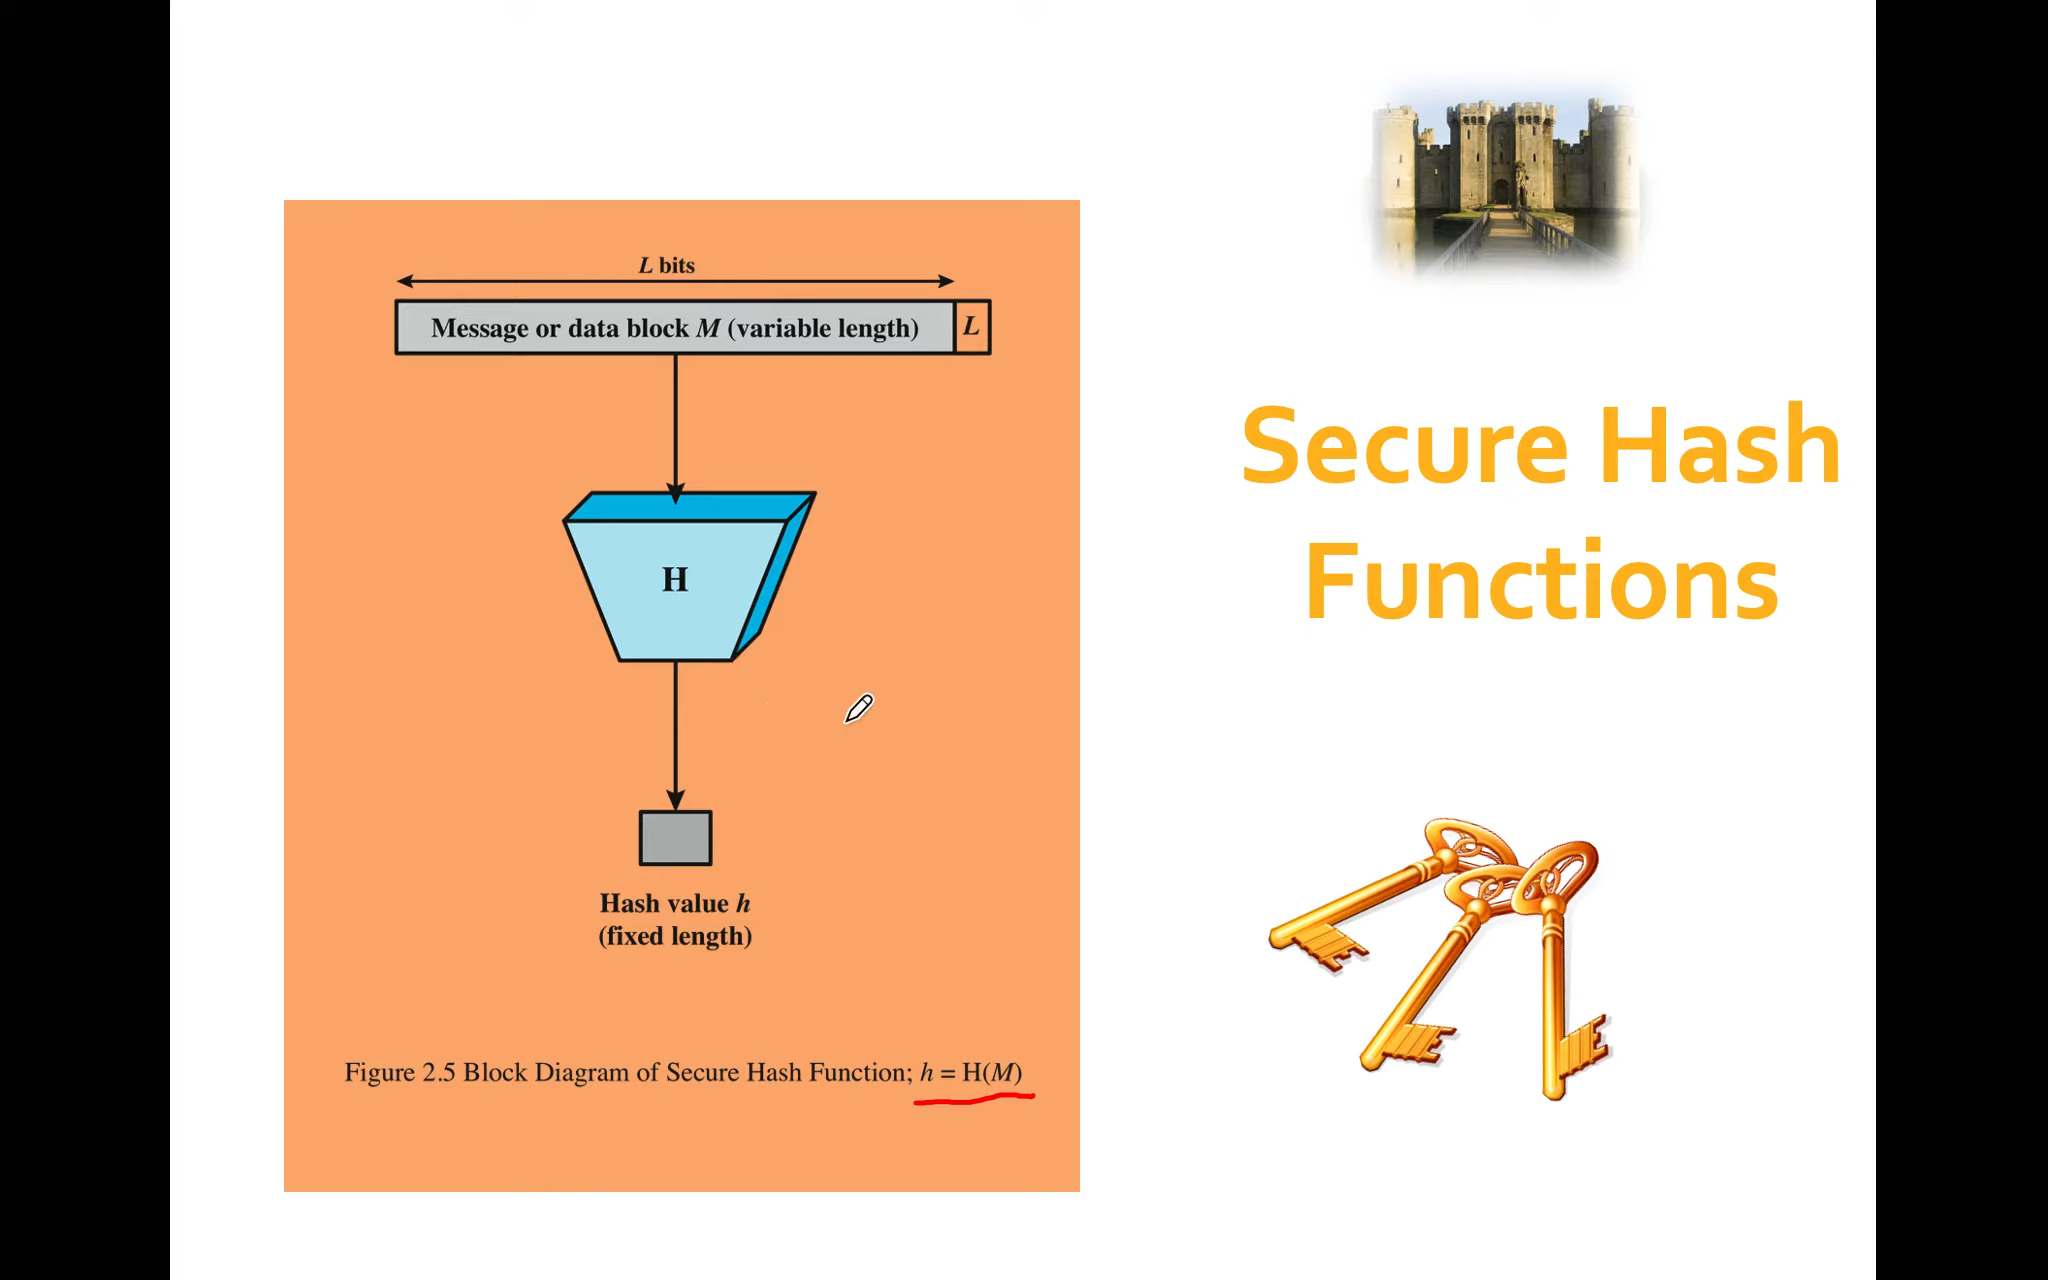 L bits
Message or data block M (variable length) L
H
Hash value h
(fixed length)
Figure 2.5 Block Diagram of Secure Hash Function; h = H(M)
Secure Hash
Functions